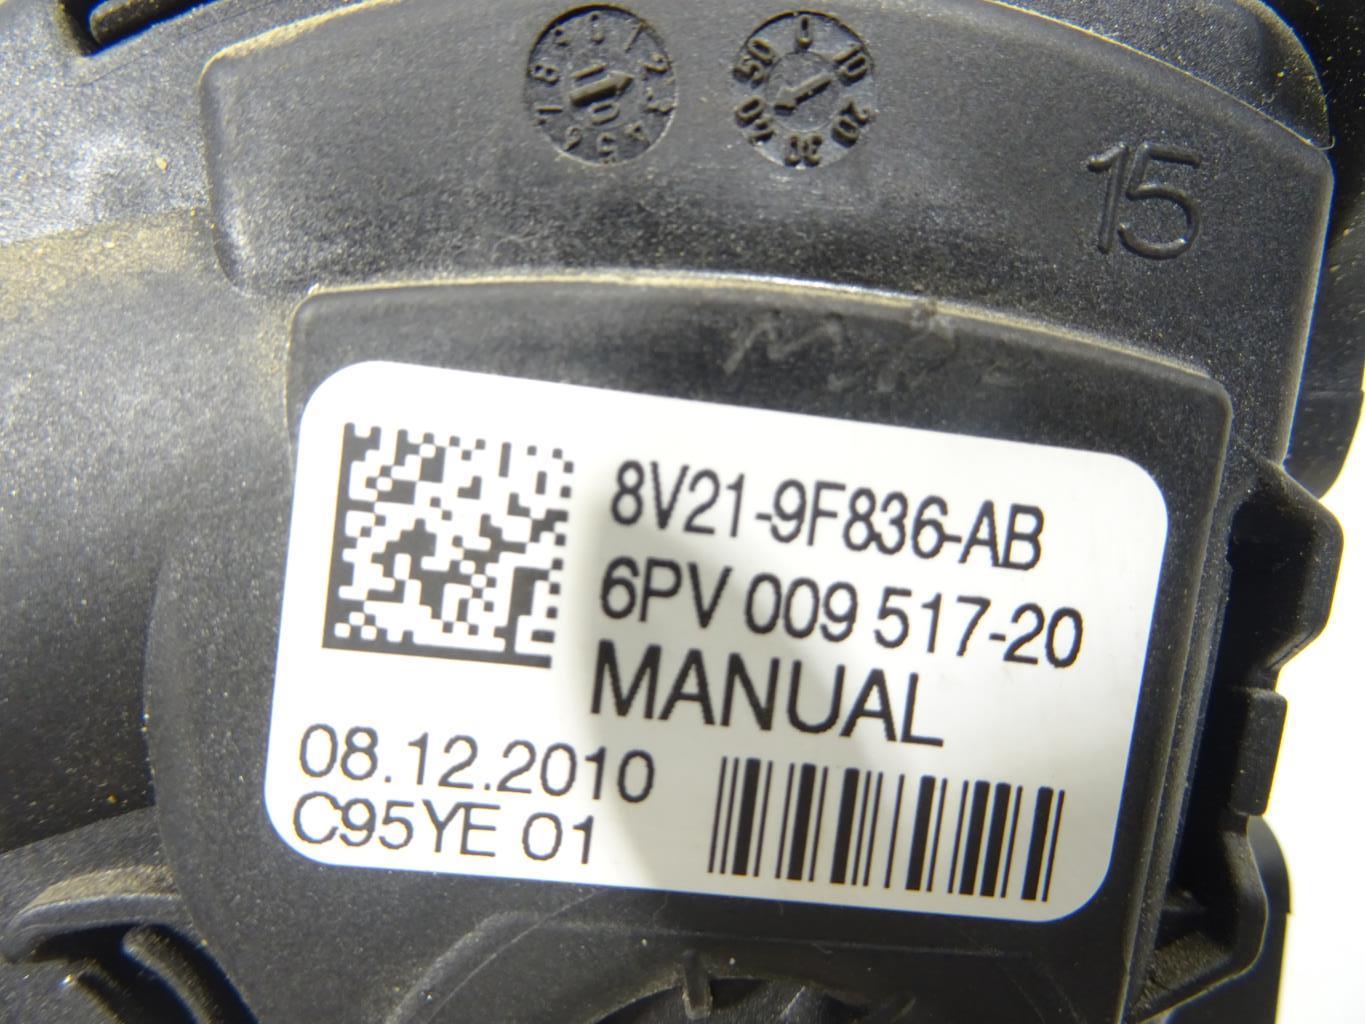 15
8V21-9F836-AB
6PV 009 517-20
MANUAL
08.12.2010
C95YE 01